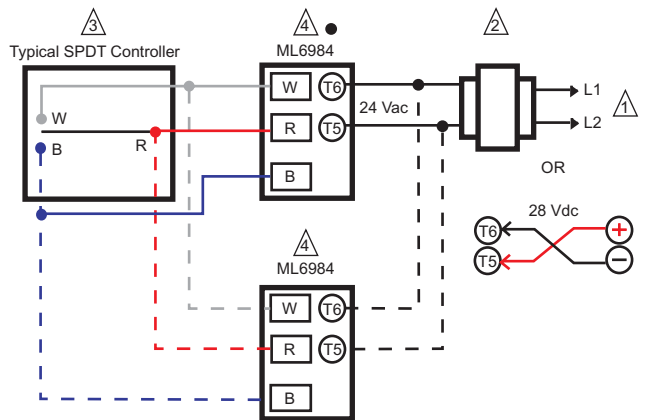 3
4
2
Typical SPDT Controller
ML6984
W
T6
L1
1
24 Vac
W
R
T5
L2
B
R
B
OR
28 Vdc
4
T6
+
ML6984
T5
−
W
T6
R
T5
B